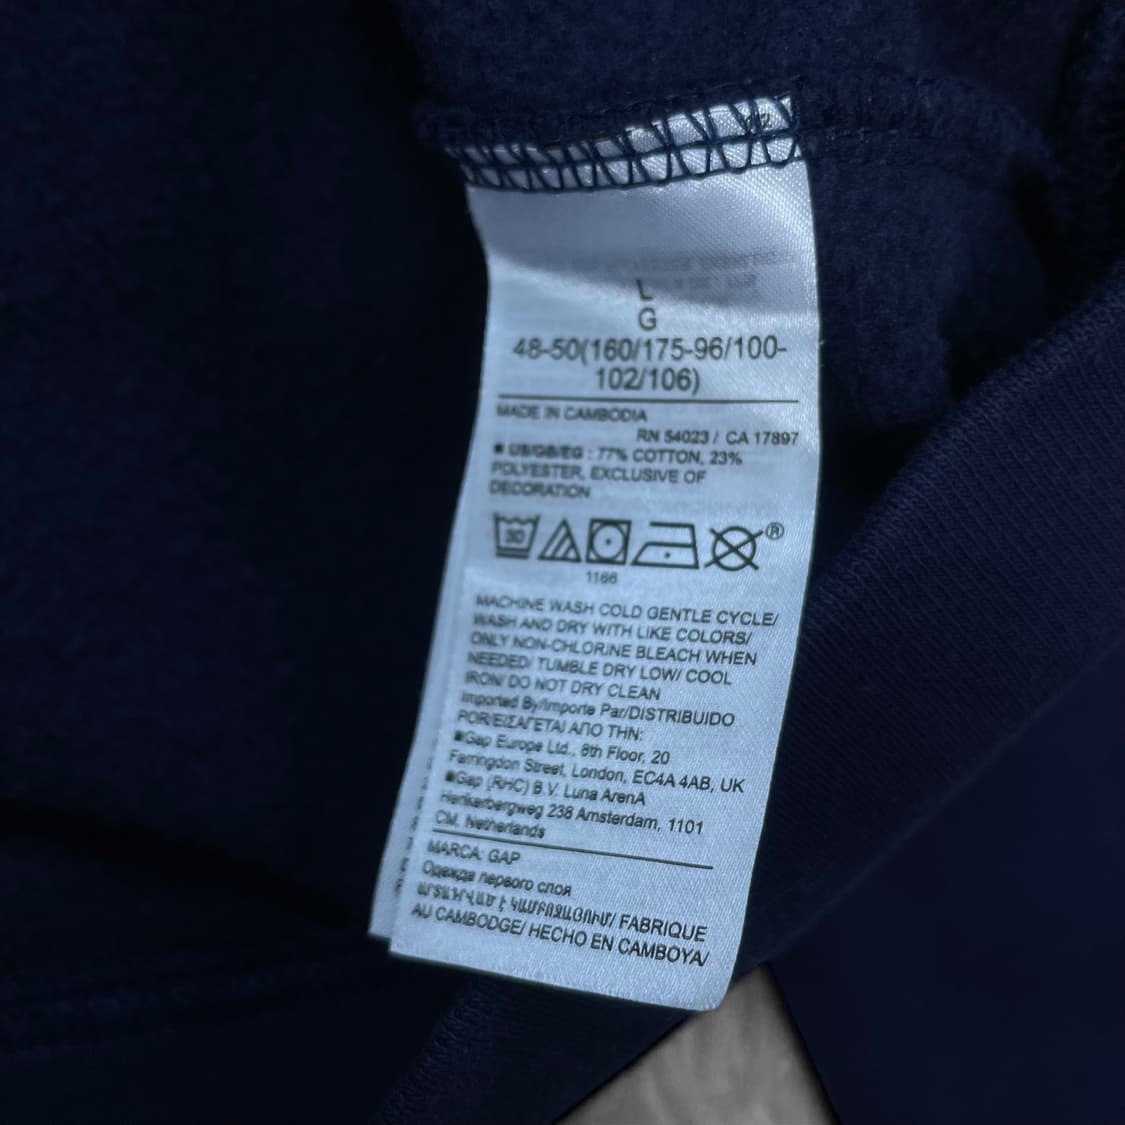 L
G
48-50(160/175-96/100-
102/106)
MADE IN CAMBODIA
RN 54023 / CA 17897
■ US/GB/EG : 77% COTTON, 23%
POLYESTER, EXCLUSIVE OF
DECORATION
30
®
1166
MACHINE WASH COLD GENTLE CYCLE/
WASH AND DRY WITH LIKE COLORS/
ONLY NON-CHLORINE BLEACH WHEN
NEEDED/ TUMBLE DRY LOW/ COOL
IRON/ DO NOT DRY CLEAN
Imported By/Importe Par/DISTRIBUIDO
POR/ΕΙΣΑΓΕΤΑΙ ΑΠΟ ΤΗΝ:
■Gap Europe Ltd., 8th Floor, 20
Farringdon Street, London, EC4A 4AB, UK
■Gap (RHC) B.V. Luna ArenA
Herikerbergweg 238 Amsterdam, 1101
CM. Netherlands
MARCA: GAP
Одежда первого слоя
ԱՐՏԱԴՐՎԱԾ Է ԿԱՄԲՈՋԱՅՈՒՄ/ FABRIQUE
AU CAMBODGE/ HECHO EN CAMBOYA/